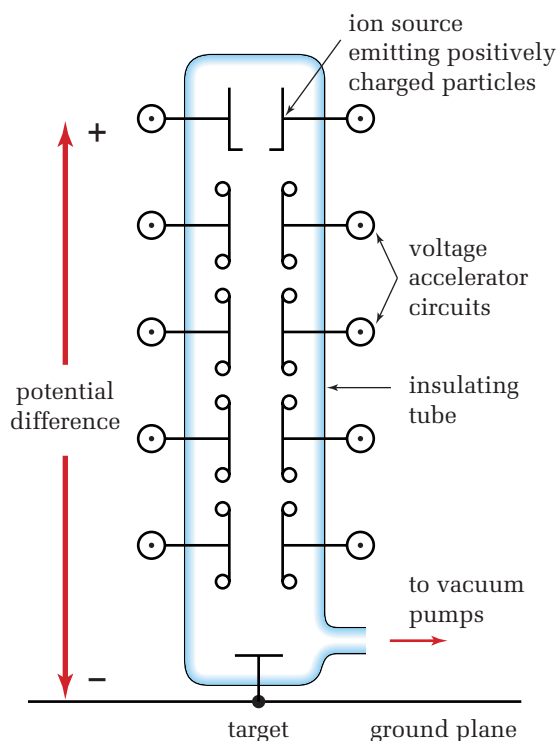 ion source
emitting positively
charged particles
+
voltage
accelerator
circuits
potential
difference
insulating
tube
to vacuum
pumps
–
target
ground plane